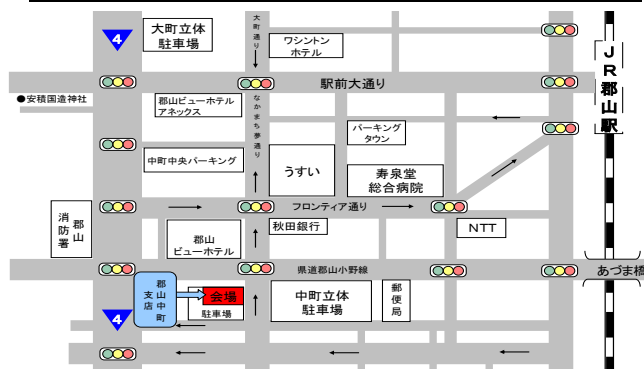 4
大町立体
駐車場
大町通り
ワシントン
ホテル
JR郡山駅
駅前大通り
●安積国造神社
郡山ビューホテル
アネックス
なかまち夢通り
パーキング
タウン
中町中央パーキング
うすい
寿泉堂
総合病院
フロンティア通り
郡山
消防署
郡山
ビューホテル
秋田銀行
NTT
県道郡山小野線
あづま橋
郡山中町
支店
会場
駐車場
中町立体
駐車場
郵便局
4